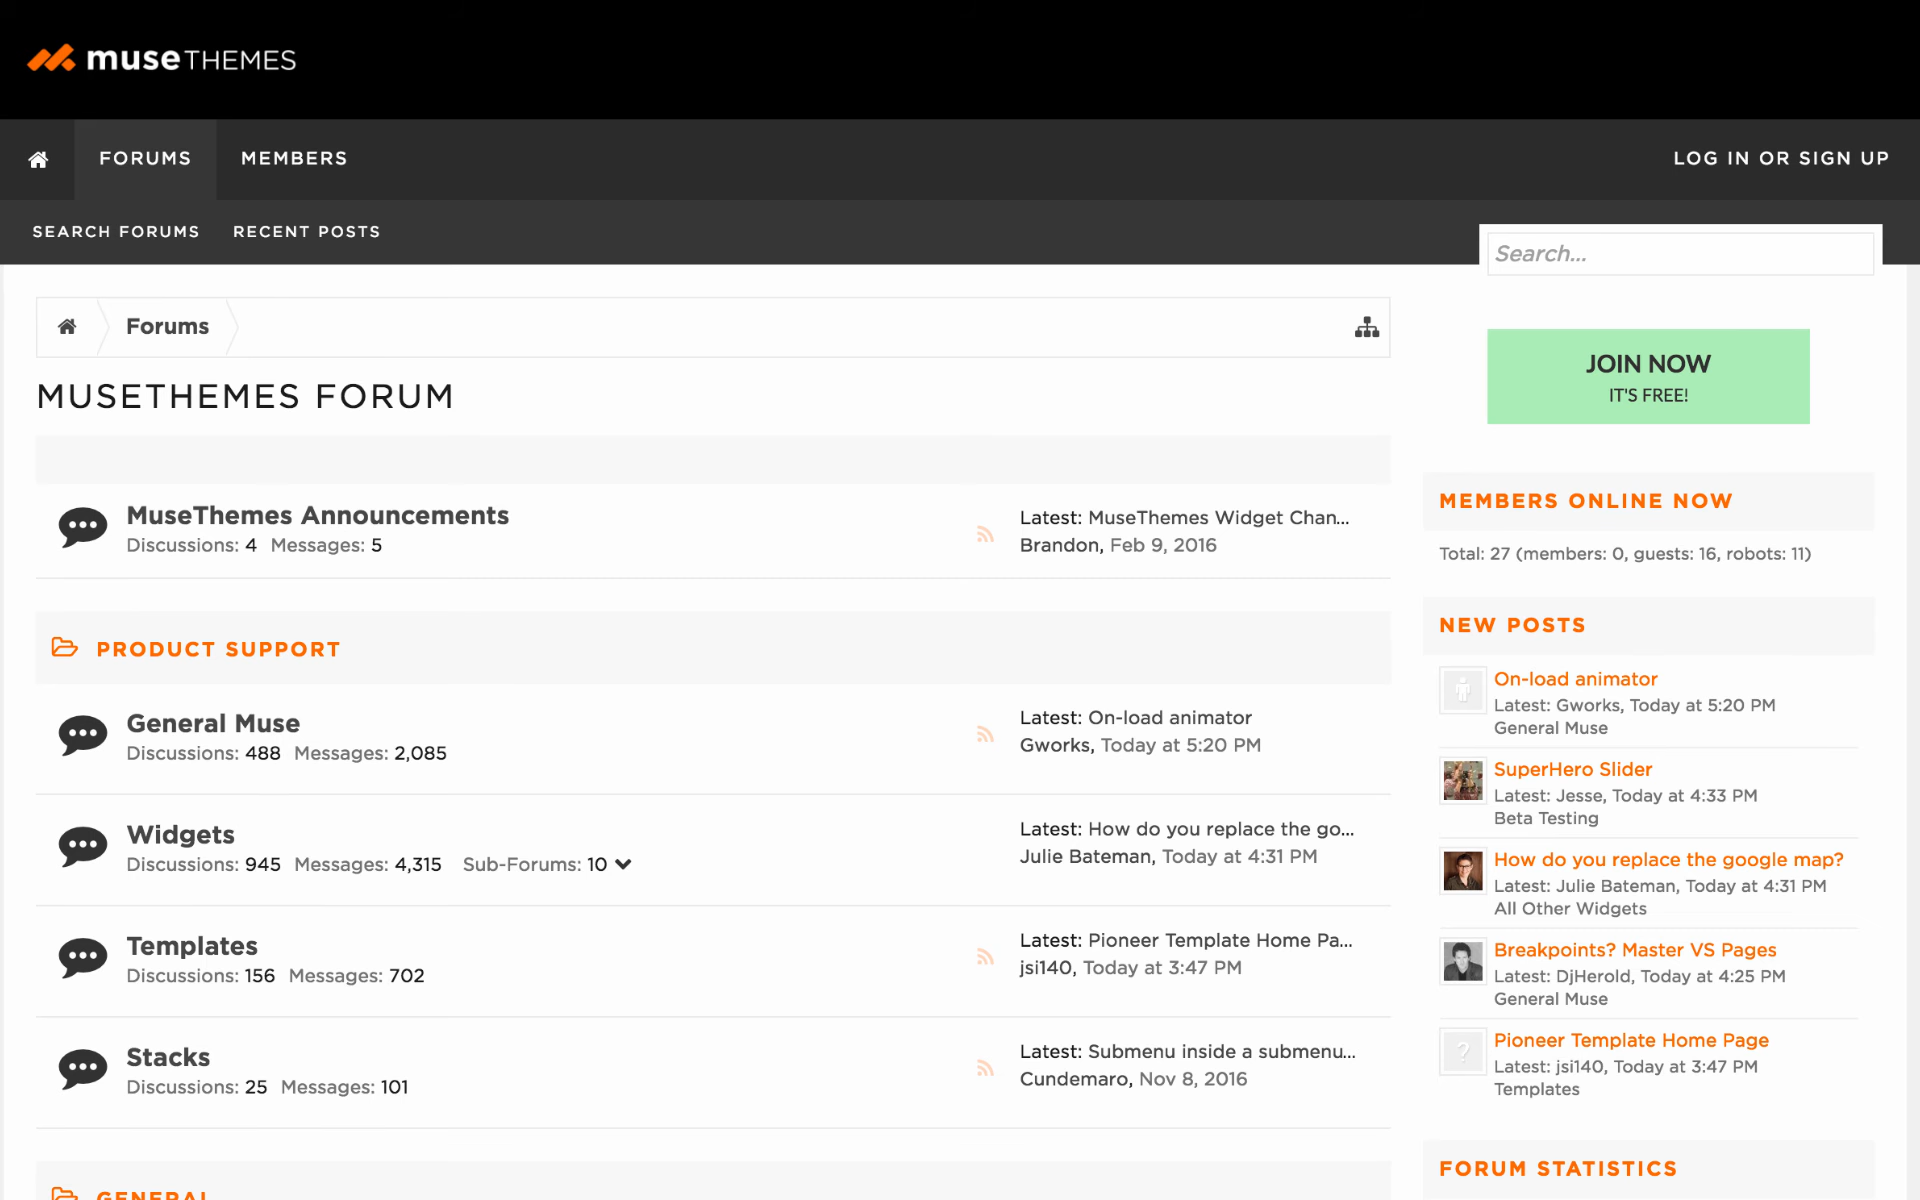 museTHEMES
FORUMS
MEMBERS
LOG IN OR SIGN UP
SEARCH FORUMS
RECENT POSTS
Search...
Forums
MUSETHEMES FORUM
MuseThemes Announcements
Discussions: 4 Messages: 5
Latest: MuseThemes Widget Chan...
Brandon, Feb 9, 2016
PRODUCT SUPPORT
General Muse
Discussions: 488 Messages: 2,085
Latest: On-load animator
Gworks, Today at 5:20 PM
Widgets
Discussions: 945 Messages: 4,315 Sub-Forums: 10
Latest: How do you replace the go...
Julie Bateman, Today at 4:31 PM
Templates
Discussions: 156 Messages: 702
Latest: Pioneer Template Home Pa...
jsi140, Today at 3:47 PM
Stacks
Discussions: 25 Messages: 101
Latest: Submenu inside a submenu...
Cundemaro, Nov 8, 2016
GENERAL
JOIN NOW
IT'S FREE!
MEMBERS ONLINE NOW
Total: 27 (members: 0, guests: 16, robots: 11)
NEW POSTS
On-load animator
Latest: Gworks, Today at 5:20 PM
General Muse
SuperHero Slider
Latest: Jesse, Today at 4:33 PM
Beta Testing
How do you replace the google map?
Latest: Julie Bateman, Today at 4:31 PM
All Other Widgets
Breakpoints? Master VS Pages
Latest: DjHerold, Today at 4:25 PM
General Muse
?
Pioneer Template Home Page
Latest: jsi140, Today at 3:47 PM
Templates
FORUM STATISTICS